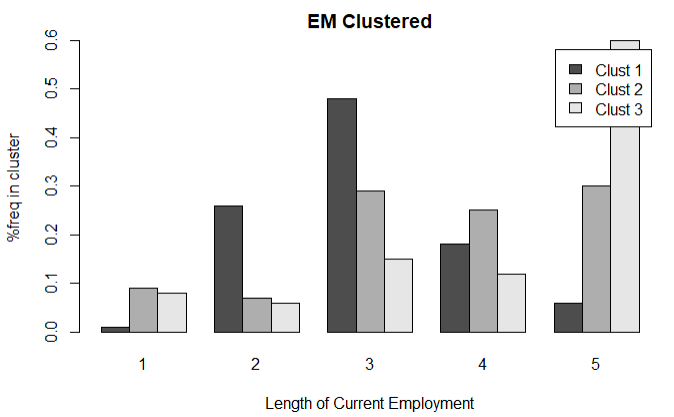 EM Clustered
%freq in cluster
0.6
0.5
0.4
0.3
0.2
0.1
0.0
Clust 1
Clust 2
Clust 3
1 2 3 4 5
Length of Current Employment